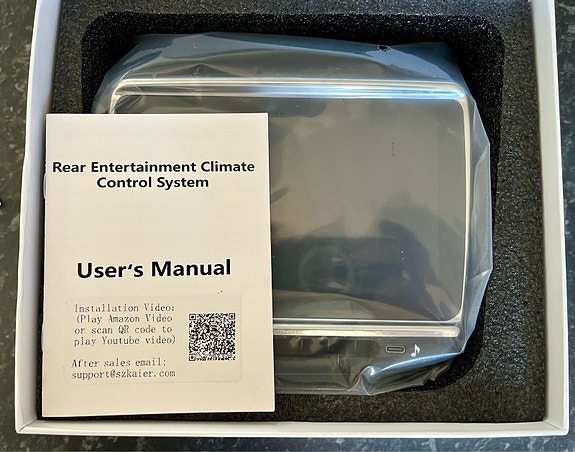 Rear Entertainment Climate
Control System
User‘s Manual
Installation Video:
(Play Amazon Video
or scan QR code to
play Youtube video)
After sales email:
support@szkaier.com